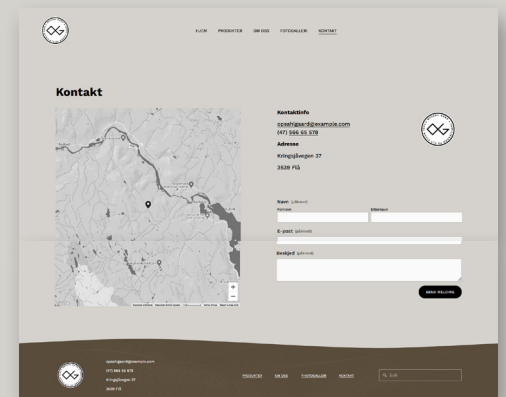 HJEM PRODUKTER OM OSS FOTOGALLERI KONTAKT
Kontakt
Kontaktinfo
opsahlgaard@example.com
(47) 566 65 578
Adresse
Kringsjåvegen 37
3539 Flå
Navn (påkrevd)
Fornavn Etternavn
E-post (påkrevd)
Beskjed (påkrevd)
SEND MELDING
opsahlgaard@example.com
(47) 566 65 578
Kringsjåvegen 37
3539 Flå
PRODUKTER OM OSS FOTOGALLERI KONTAKT
Søk